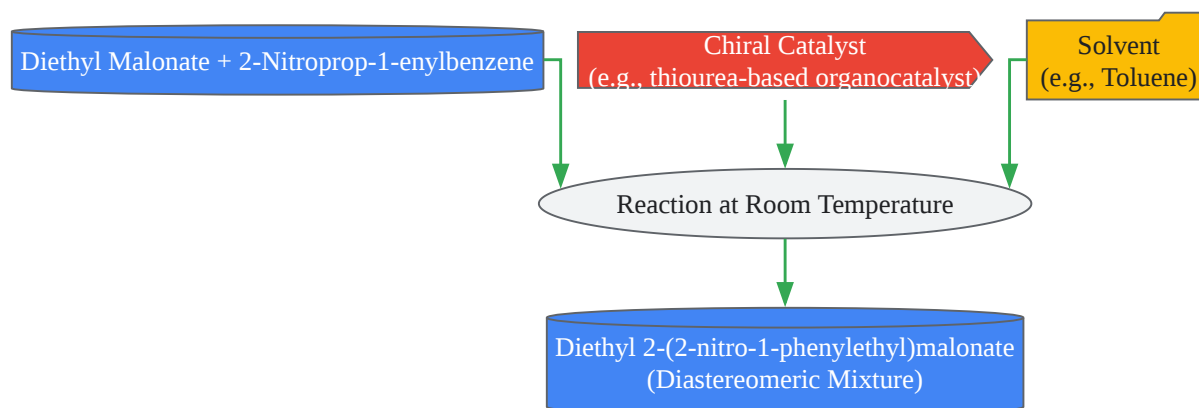 Diethyl Malonate + 2-Nitroprop-1-enylbenzene
Chiral Catalyst
(e.g., thiourea-based organocatalyst)
Solvent
(e.g., Toluene)
Reaction at Room Temperature
Diethyl 2-(2-nitro-1-phenylethyl)malonate
(Diastereomeric Mixture)